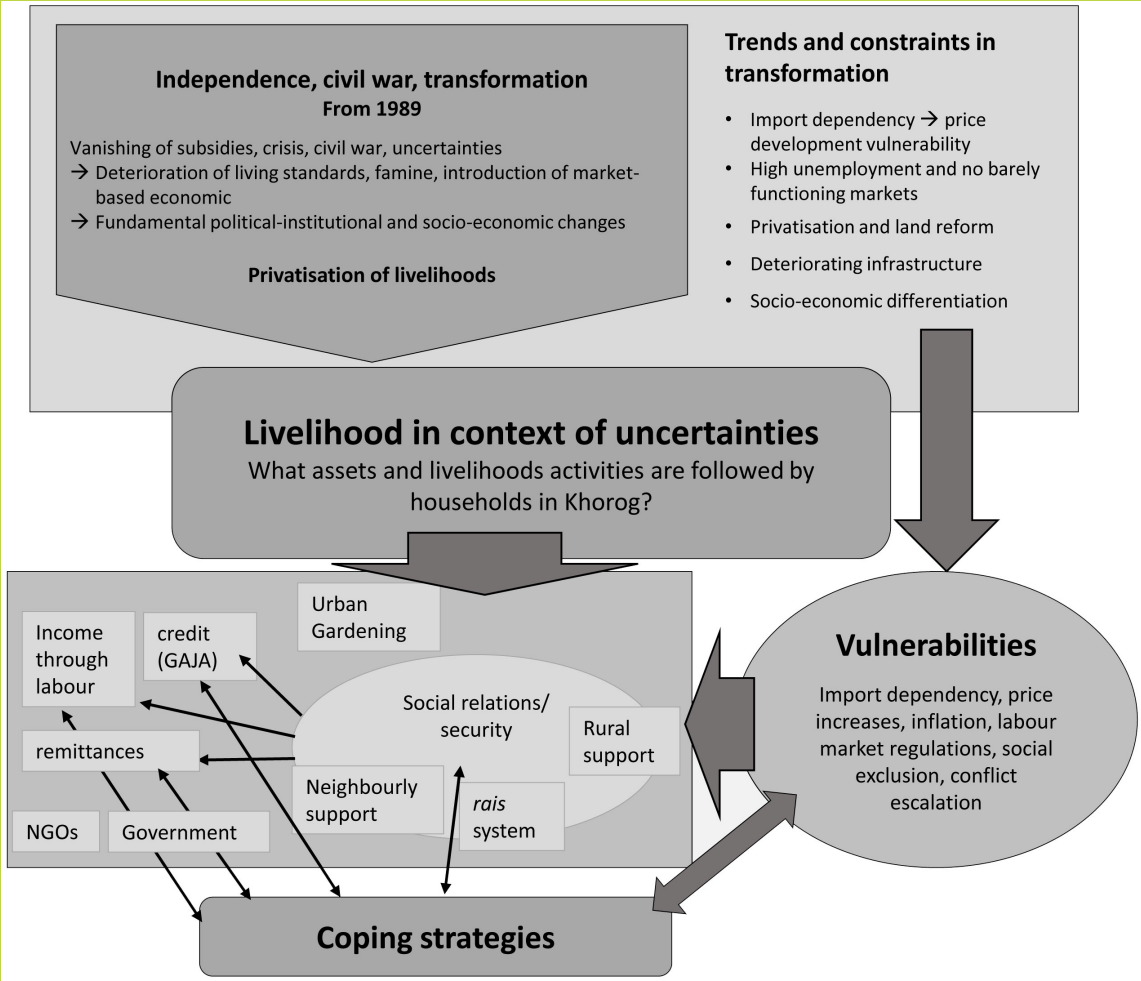 Independence, civil war, transformation
From 1989
Vanishing of subsidies, crisis, civil war, uncertainties
→ Deterioration of living standards, famine, introduction of market-
based economic
→ Fundamental political-institutional and socio-economic changes
Privatisation of livelihoods
Trends and constraints in
transformation
• Import dependency → price
development vulnerability
• High unemployment and no barely
functioning markets
• Privatisation and land reform
• Deteriorating infrastructure
• Socio-economic differentiation
Livelihood in context of uncertainties
What assets and livelihoods activities are followed by
households in Khorog?
Urban
Gardening
Income
through
labour
credit
(GAJA)
Social relations/
security
Rural
support
remittances
Neighbourly
support
rais
system
NGOs
Government
Vulnerabilities
Import dependency, price
increases, inflation, labour
market regulations, social
exclusion, conflict
escalation
Coping strategies